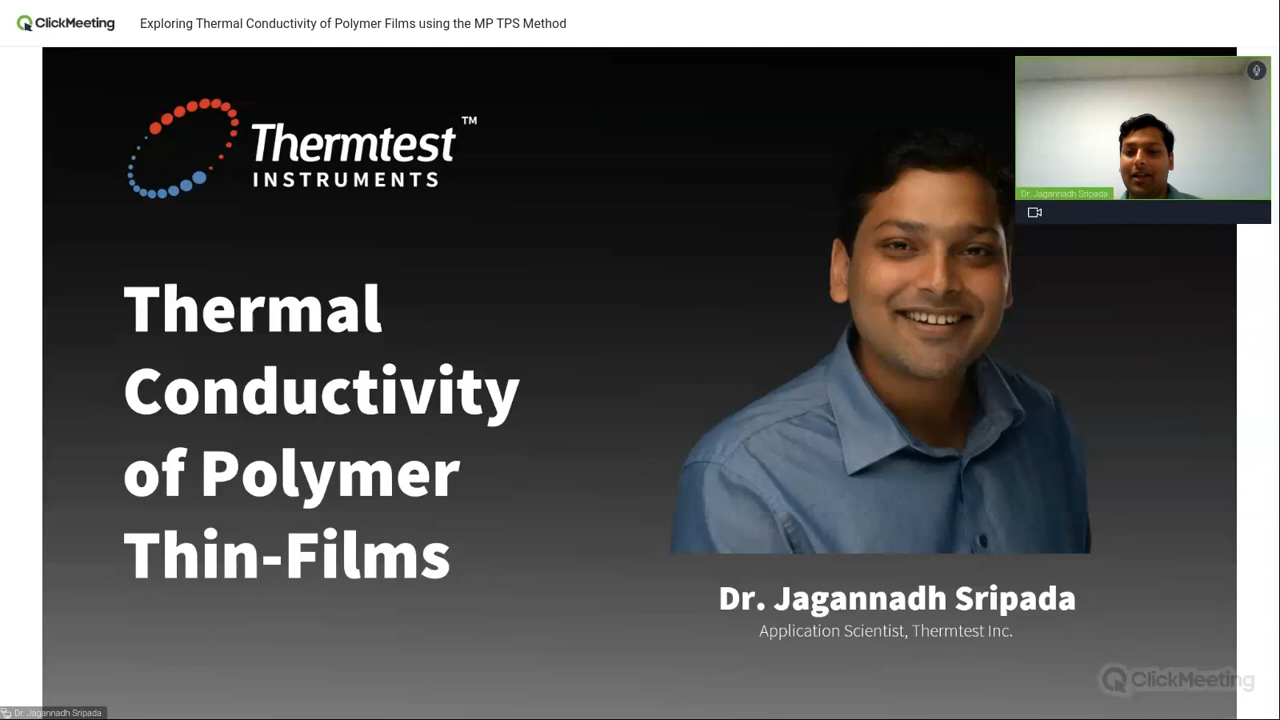 ClickMeeting
Exploring Thermal Conductivity of Polymer Films using the MP TPS Method
Thermtest™
INSTRUMENTS
Dr. Jagannadh Sripada
Thermal
Conductivity
of Polymer
Thin-Films
Dr. Jagannadh Sripada
Application Scientist, Thermtest Inc.
ClickMeeting
Dr. Jagannadh Sripada